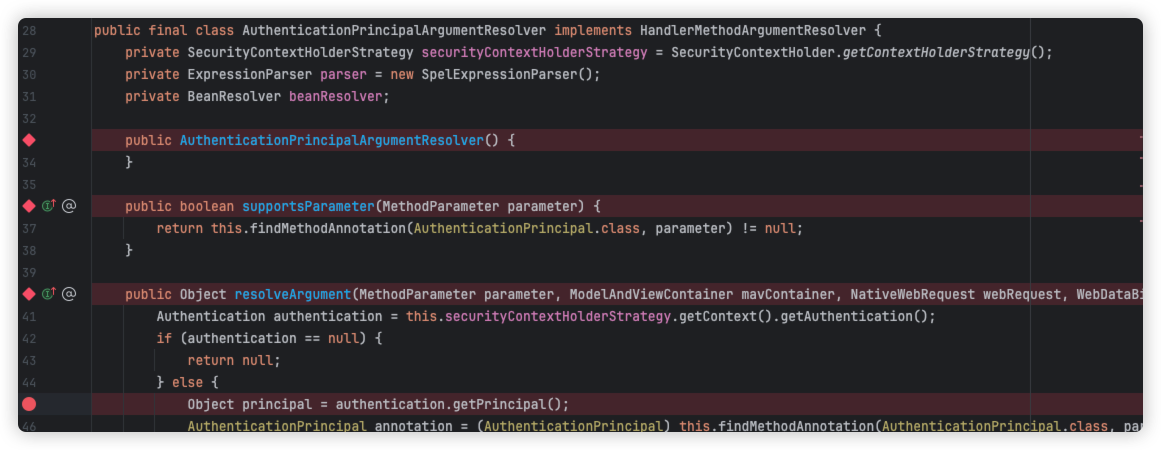 28 public final class AuthenticationPrincipalArgumentResolver implements HandlerMethodArgumentResolver {
29 private SecurityContextHolderStrategy securityContextHolderStrategy = SecurityContextHolder.getContextHolderStrategy();
30 private ExpressionParser parser = new SpelExpressionParser();
31 private BeanResolver beanResolver;
32
public AuthenticationPrincipalArgumentResolver() {
34 }
35
@ public boolean supportsParameter(MethodParameter parameter) {
37 return this.findMethodAnnotation(AuthenticationPrincipal.class, parameter) != null;
38 }
39
@ public Object resolveArgument(MethodParameter parameter, ModelAndViewContainer mavContainer, NativeWebRequest webRequest, WebDataBi
41 Authentication authentication = this.securityContextHolderStrategy.getContext().getAuthentication();
42 if (authentication == null) {
43 return null;
44 } else {
Object principal = authentication.getPrincipal();
46 AuthenticationPrincipal annotation = (AuthenticationPrincipal) this.findMethodAnnotation(AuthenticationPrincipal.class, par